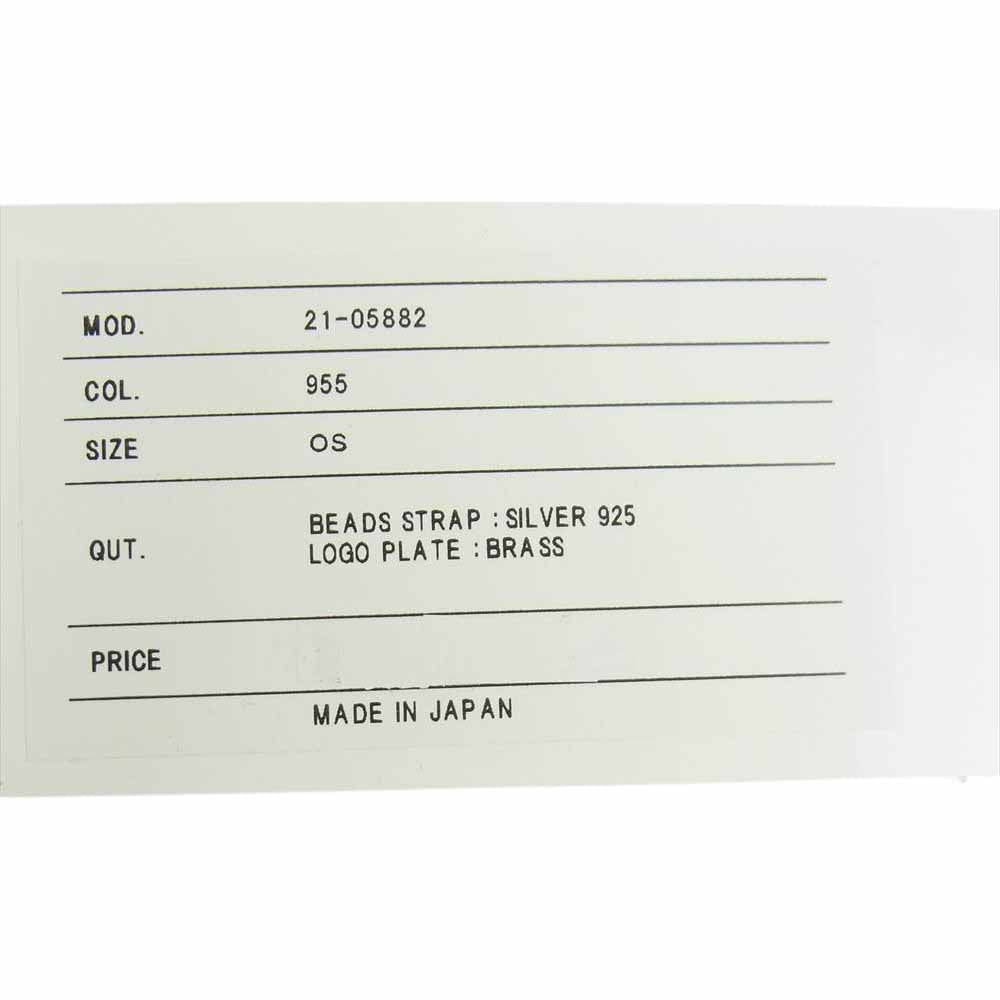 MOD. 21-05882
COL. 955
SIZE OS
BEADS STRAP : SILVER 925
QUT. LOGO PLATE : BRASS
PRICE
MADE IN JAPAN